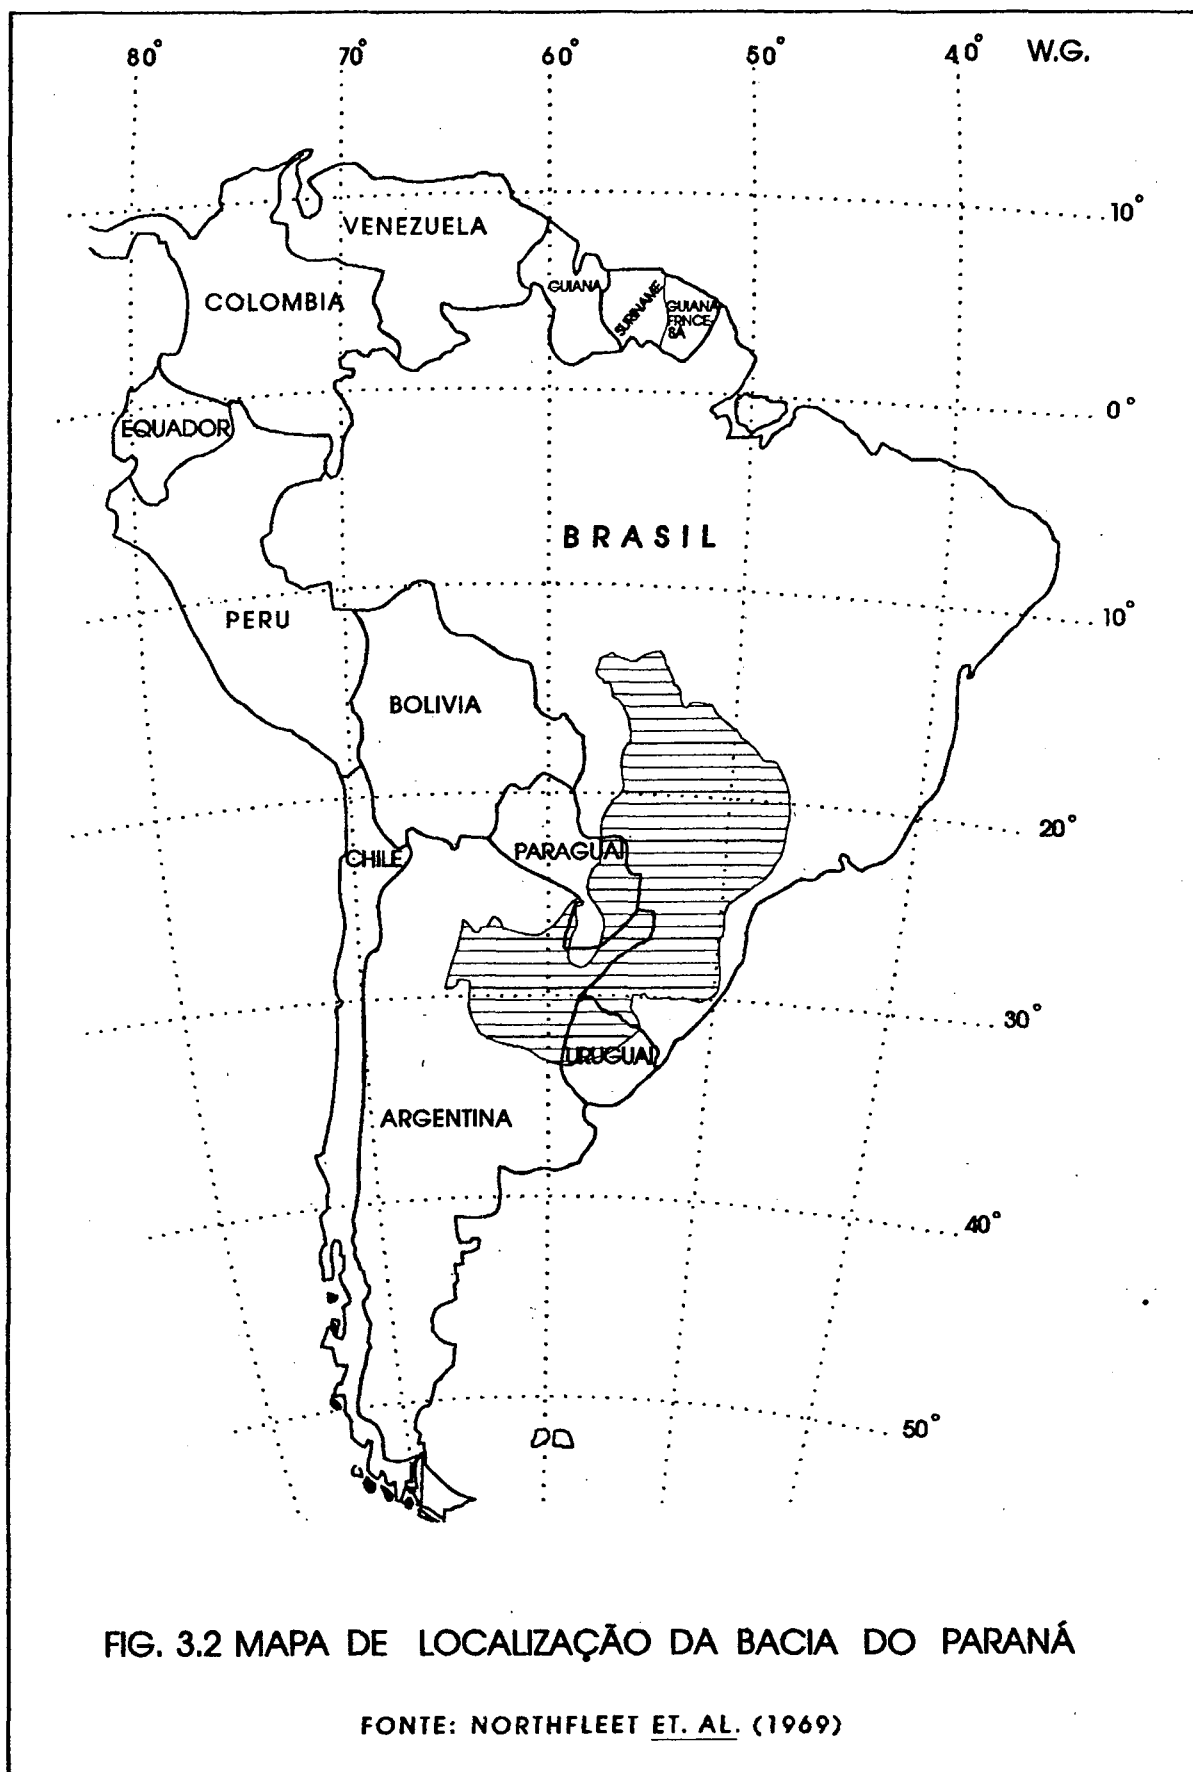 80° 70° 60° 50° 40° W.G.
10°
VENEZUELA
COLOMBIA
GUIANA
SURINAME
GUIANA
FRNCE
SA
0°
EQUADOR
BRASIL
10°
PERU
BOLIVIA
20°
CHILE
PARAGUAI
30°
URUGUAI
ARGENTINA
40°
50°
FIG. 3.2 MAPA DE LOCALIZAÇÃO DA BACIA DO PARANÁ
FONTE: NORTHFLEET ET. AL. (1969)